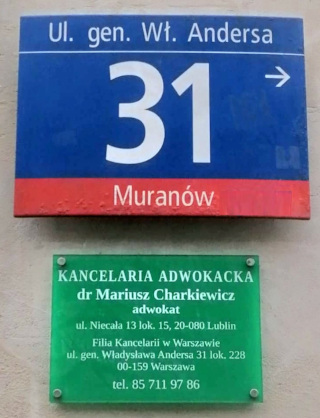 Ul. gen. Wł. Andersa
31 →
Muranów
KANCELARIA ADWOKACKA
dr Mariusz Charkiewicz
adwokat
ul. Niecała 13 lok. 15, 20-080 Lublin
Filia Kancelarii w Warszawie
ul. gen. Władysława Andersa 31 lok. 228
00-159 Warszawa
tel. 85 711 97 86